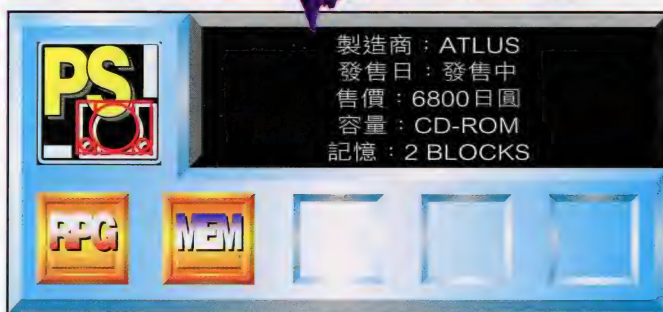 PS
製造商：ATLUS
發售日：發售中
售價：6800日圓
容量：CD-ROM
記憶：2 BLOCKS
RPG
MEM